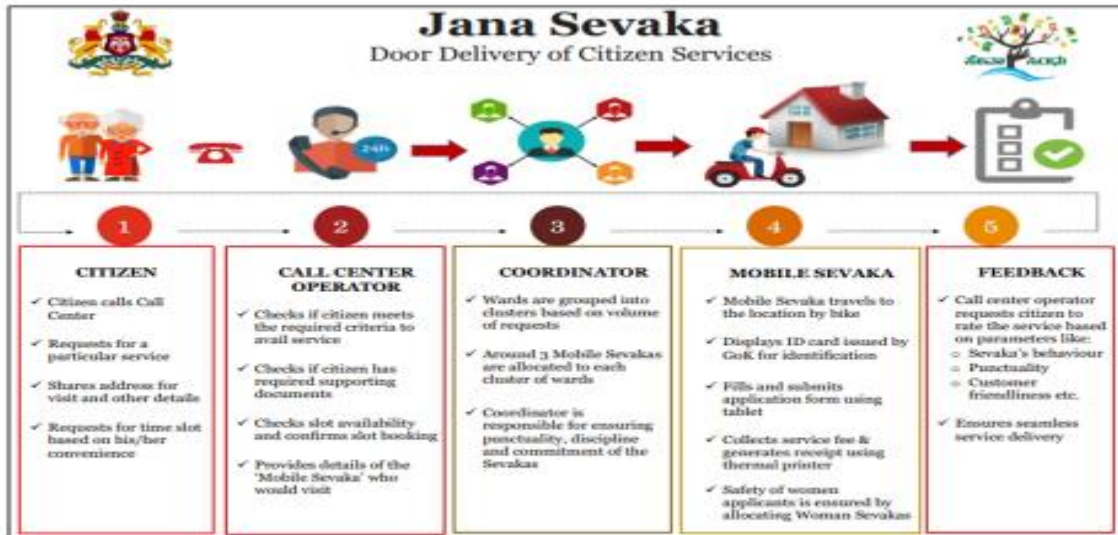 Jana Sevaka
Door Delivery of Citizen Services
24h
1
2
3
4
5
CITIZEN
✓ Citizen calls Call
Center
✓ Requests for a
particular service
✓ Shares address for
visit and other details
✓ Requests for time slot
based on his/her
convenience
CALL CENTER
OPERATOR
✓ Checks if citizen meets
the required criteria to
avail service
✓ Checks if citizen has
required supporting
documents
✓ Checks slot availability
and confirms slot booking
✓ Provides details of the
'Mobile Sevaka' who
would visit
COORDINATOR
✓ Wards are grouped into
clusters based on volume
of requests
✓ Around 3 Mobile Sevakas
are allocated to each
cluster of wards
✓ Coordinator is
responsible for ensuring
punctuality, discipline
and commitment of the
Sevakas
MOBILE SEVAKA
✓ Mobile Sevaka travels to
the location by bike
✓ Displays ID card issued by
GoK for identification
✓ Fills and submits
application form using
tablet
✓ Collects service fee &
generates receipt using
thermal printer
✓ Safety of women
applicants is ensured by
allocating Woman Sevakas
FEEDBACK
✓ Call center operator
requests citizen to
rate the service based
on parameters like:
o Sevaka's behaviour
o Punctuality
o Customer
friendliness etc.
✓ Ensures seamless
service delivery